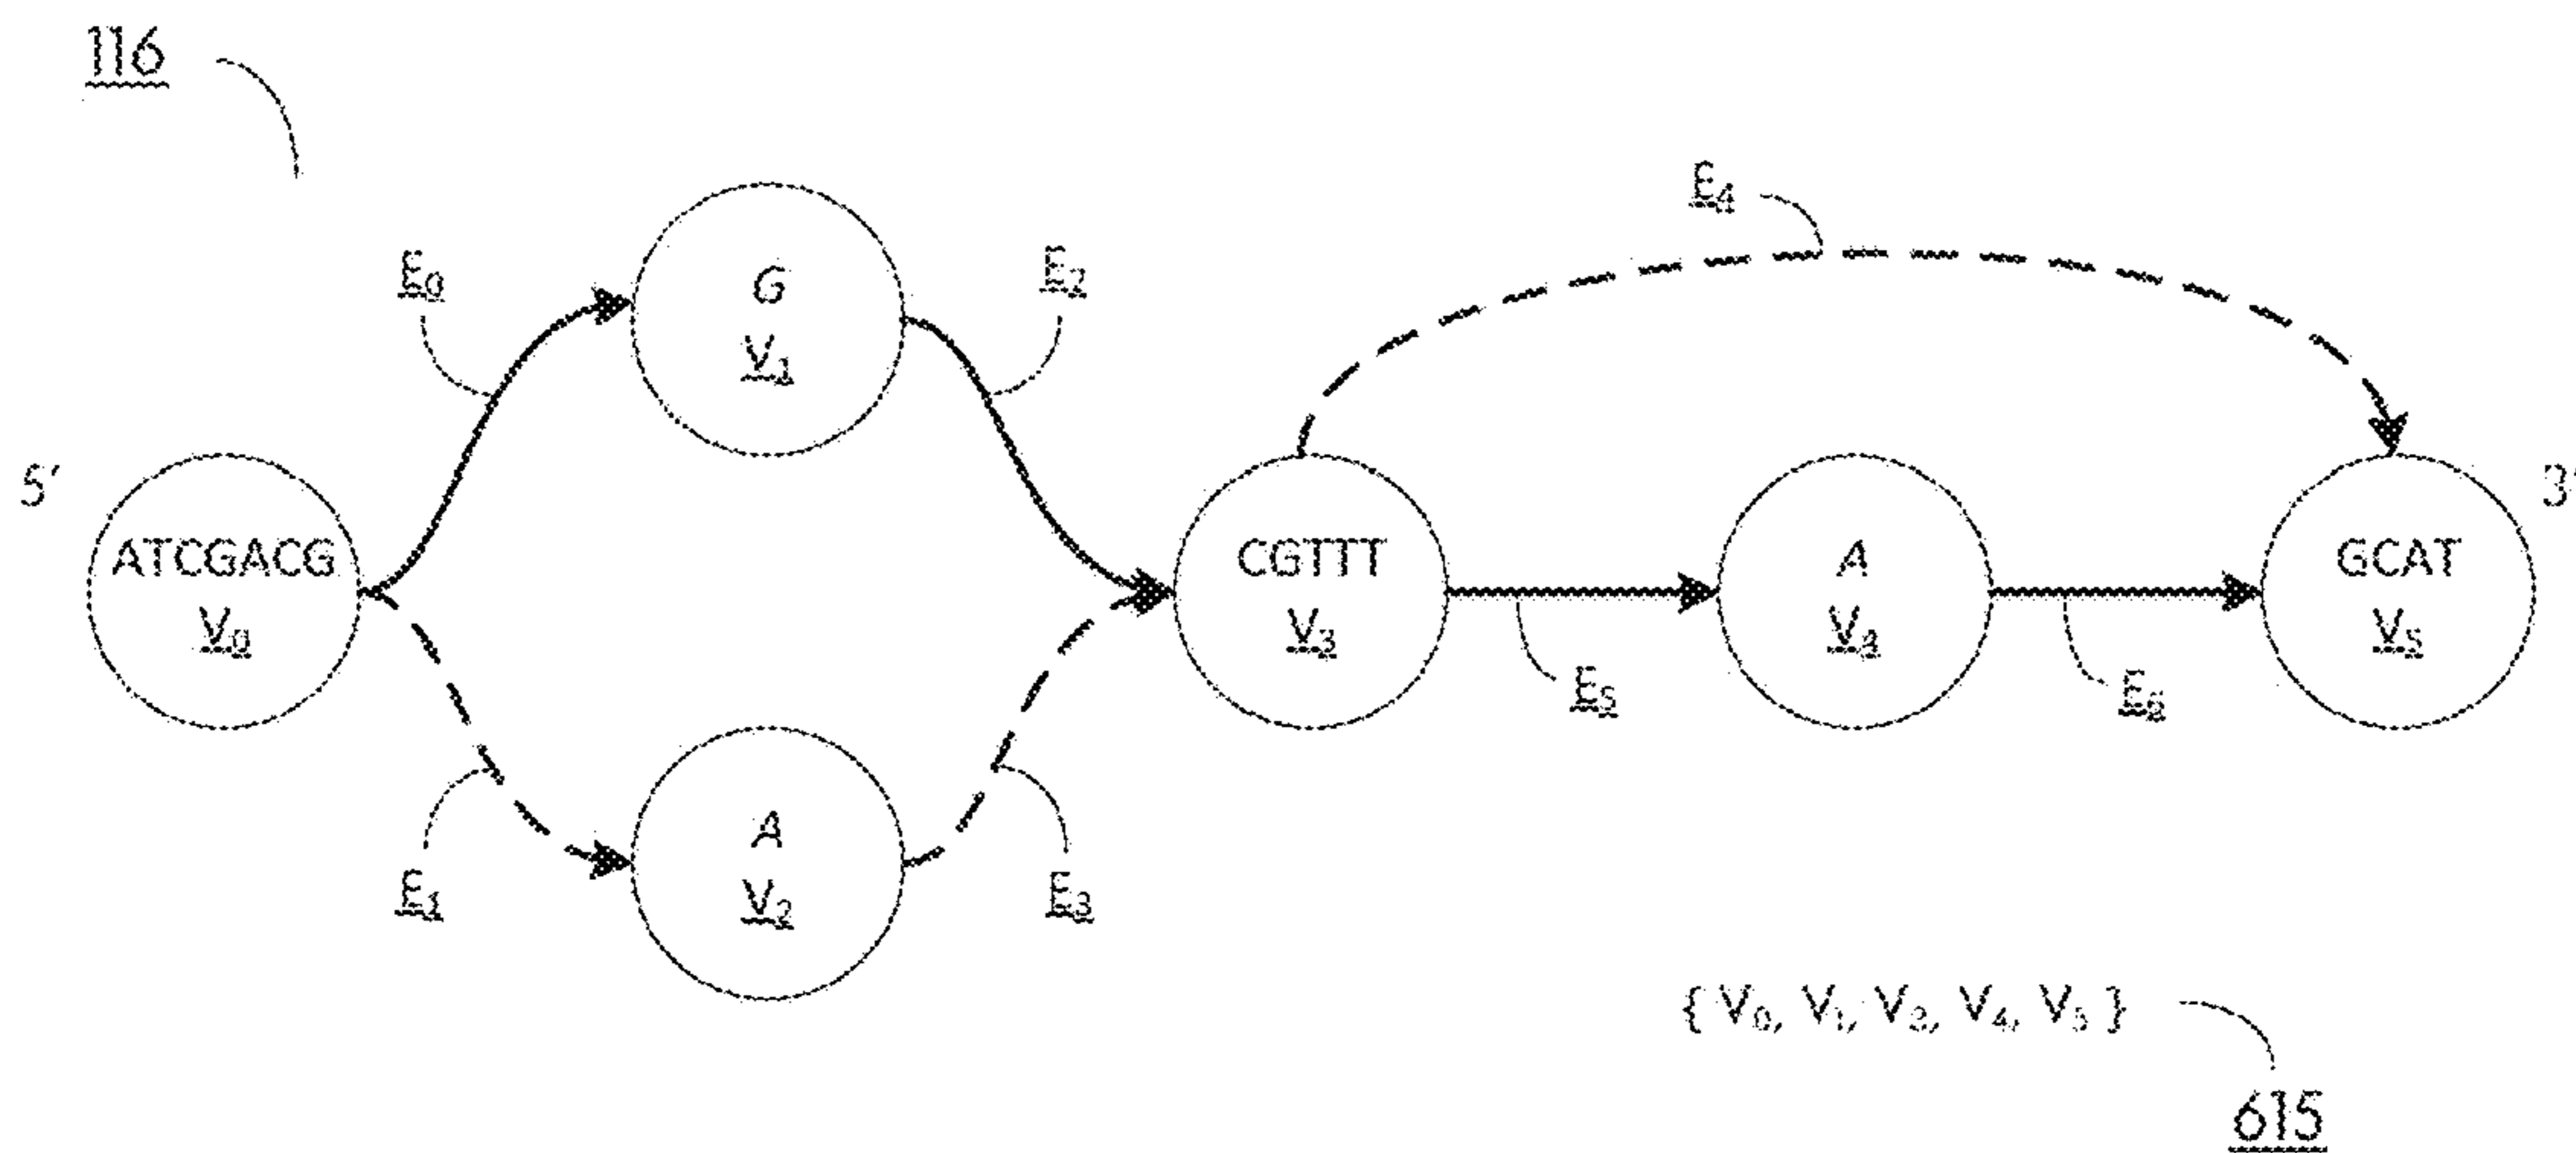 116
E₄
E₀
G
V₁
E₂
5'
ATCGACG
V₀
CGTTT
V₃
A
V₄
GCAT
V₅
3'
E₅
E₆
E₁
A
V₂
E₃
{ V₀, V₁, V₃, V₄, V₅ }
615